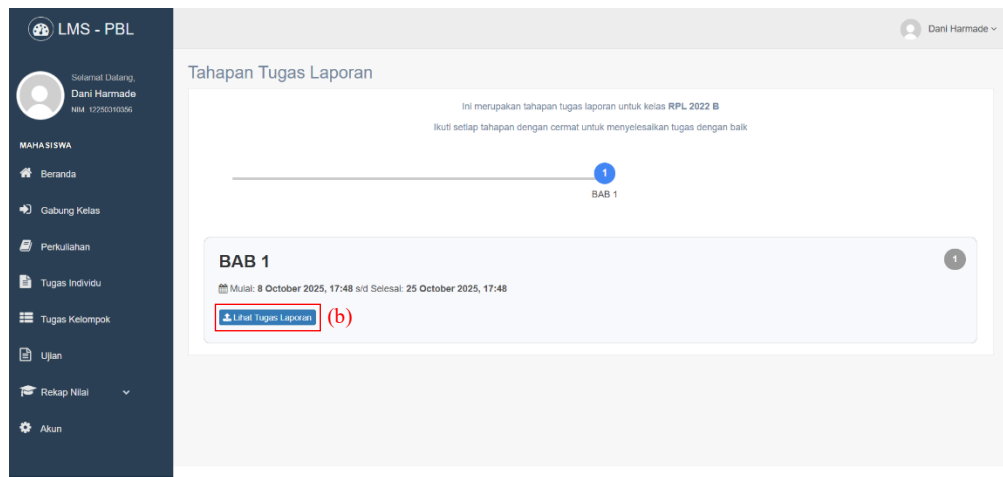 LMS - PBL
Dani Harmade
Selamat Datang,
Dani Harmade
NIM 12250310356
MAHASISWA
Beranda
Gabung Kelas
Perkuliahan
Tugas Individu
Tugas Kelompok
Ujian
Rekap Nilai
Akun
Tahapan Tugas Laporan
Ini merupakan tahapan tugas laporan untuk kelas RPL 2022 B
Ikuti setiap tahapan dengan cermat untuk menyelesaikan tugas dengan baik
1
BAB 1
BAB 1
1
Mulai: 8 October 2025, 17:48 s/d Selesai: 25 October 2025, 17:48
Lihat Tugas Laporan (b)